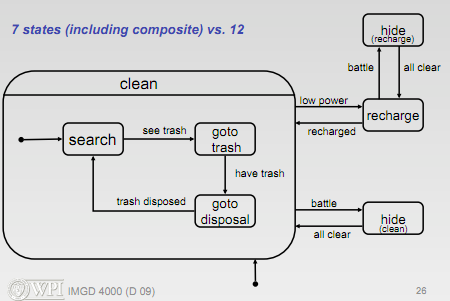 7 states (including composite) vs. 12
hide
(recharge)
battle
all clear
clean
low power
recharge
recharged
search
see trash
goto
trash
have trash
trash disposed
goto
disposal
battle
hide
(clean)
all clear
WPI
IMGD 4000 (D 09)
26